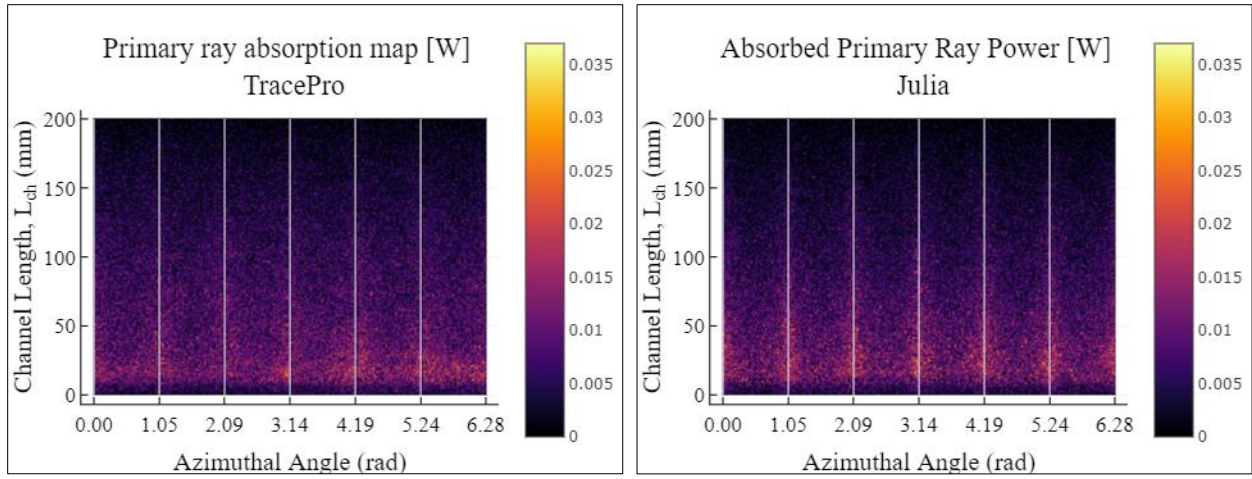 Primary ray absorption map [W]
TracePro
Channel Length, L_ch (mm)
200
150
100
50
0
0.00 1.05 2.09 3.14 4.19 5.24 6.28
Azimuthal Angle (rad)
0.035
0.03
0.025
0.02
0.015
0.01
0.005
0
Absorbed Primary Ray Power [W]
Julia
Channel Length, L_ch (mm)
200
150
100
50
0
0.00 1.05 2.09 3.14 4.19 5.24 6.28
Azimuthal Angle (rad)
0.035
0.03
0.025
0.02
0.015
0.01
0.005
0